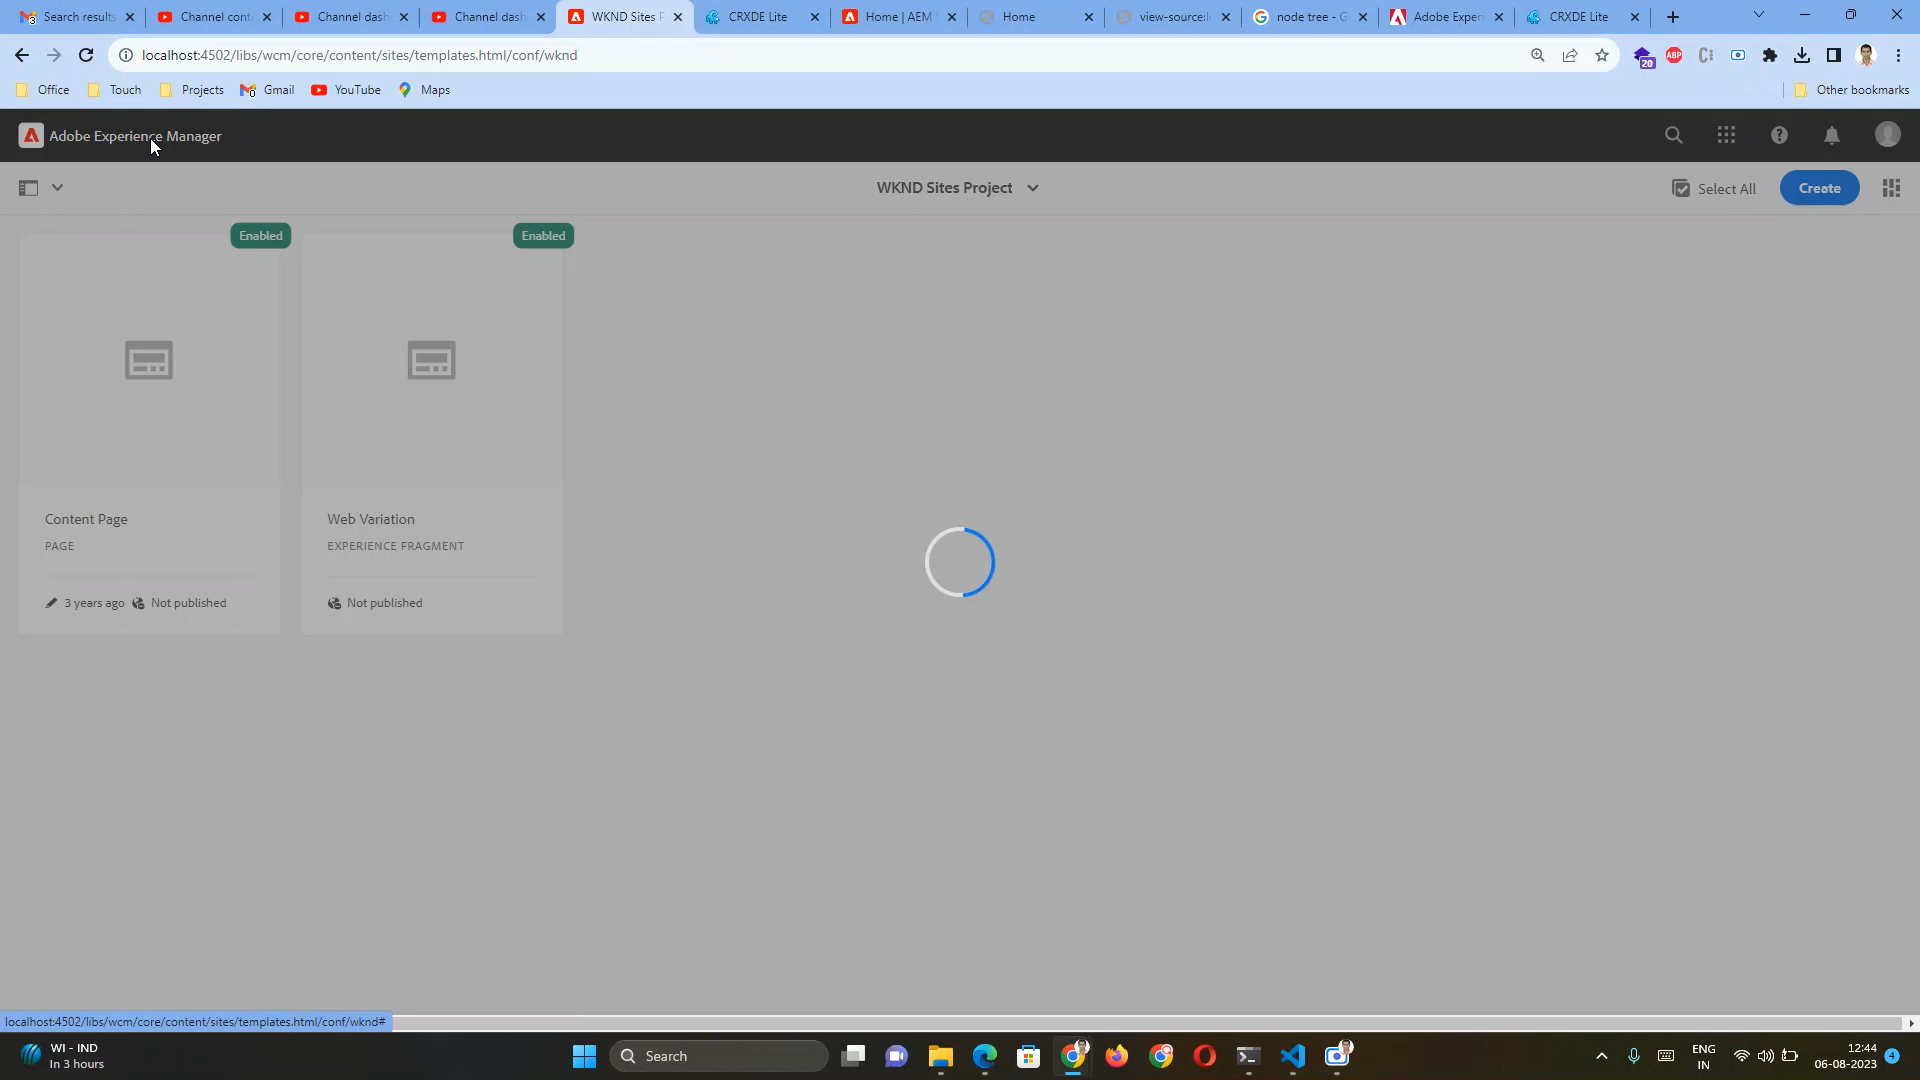 Search results
Channel cont
Channel dash
Channel dash
WKND Sites P
CRXDE Lite
Home | AEM
Home
view-source:l
node tree - G
Adobe Experi
CRXDE Lite
localhost:4502/libs/wcm/core/content/sites/templates.html/conf/wknd
20
ABP
Office
Touch
Projects
Gmail
YouTube
Maps
Other bookmarks
Adobe Experience Manager
WKND Sites Project
Select All
Create
Enabled
Enabled
Content Page
PAGE
3 years ago
Not published
Web Variation
EXPERIENCE FRAGMENT
Not published
localhost:4502/libs/wcm/core/content/sites/templates.html/conf/wknd#
WI - IND
In 3 hours
Search
ENG
IN
12:44
06-08-2023
4